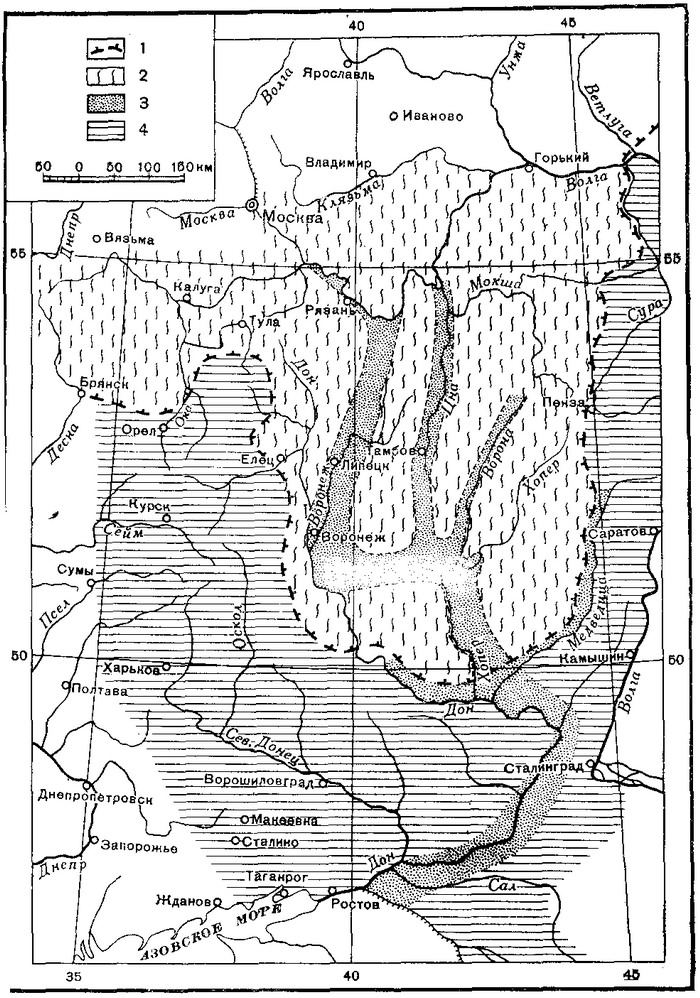 40
45
1
2
3
4
50 0 50 100 150 км
Ярославль
Волга
Унжа
Ветлуга
Иваново
Владимир
Горький
Клязьма
Волга
Москва
Москва
Днепр
Вязьма
55
55
Калуга
Рязань
Мокша
Сура
Тула
Дон
Брянск
Ока
Цна
Пенза
Десна
Орел
Елец
Липецк
Тамбов
Ворона
Хопер
Воронеж
Курск
Сейм
Воронеж
Саратов
Сумы
Псел
Оскол
Медведица
50
50
Харьков
Хопер
Камышин
Полтава
Дон
Волга
Сев. Донец
Сталинград
Ворошиловград
Днепропетровск
Макеевка
Запорожье
Сталино
Днепр
Дон
Таганрог
Сал
Жданов
Ростов
АЗОВСКОЕ МОРЕ
35
40
45